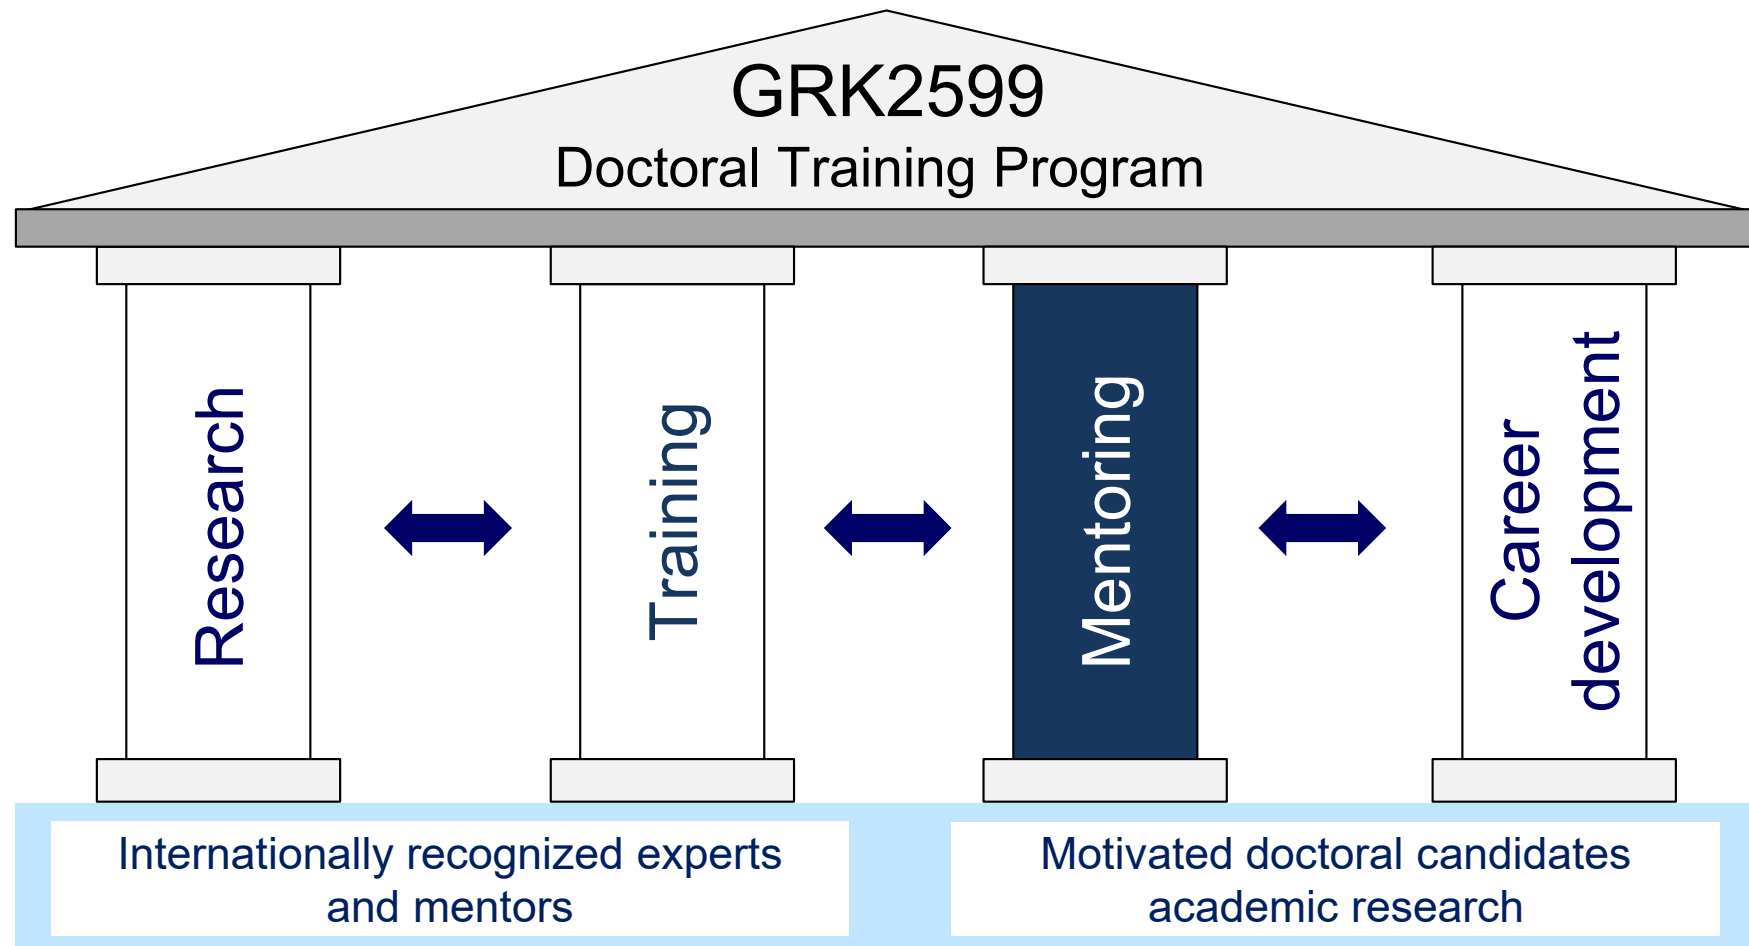 GRK2599
Doctoral Training Program
Research
Training
Mentoring
Career
development
Internationally recognized experts
and mentors
Motivated doctoral candidates
academic research